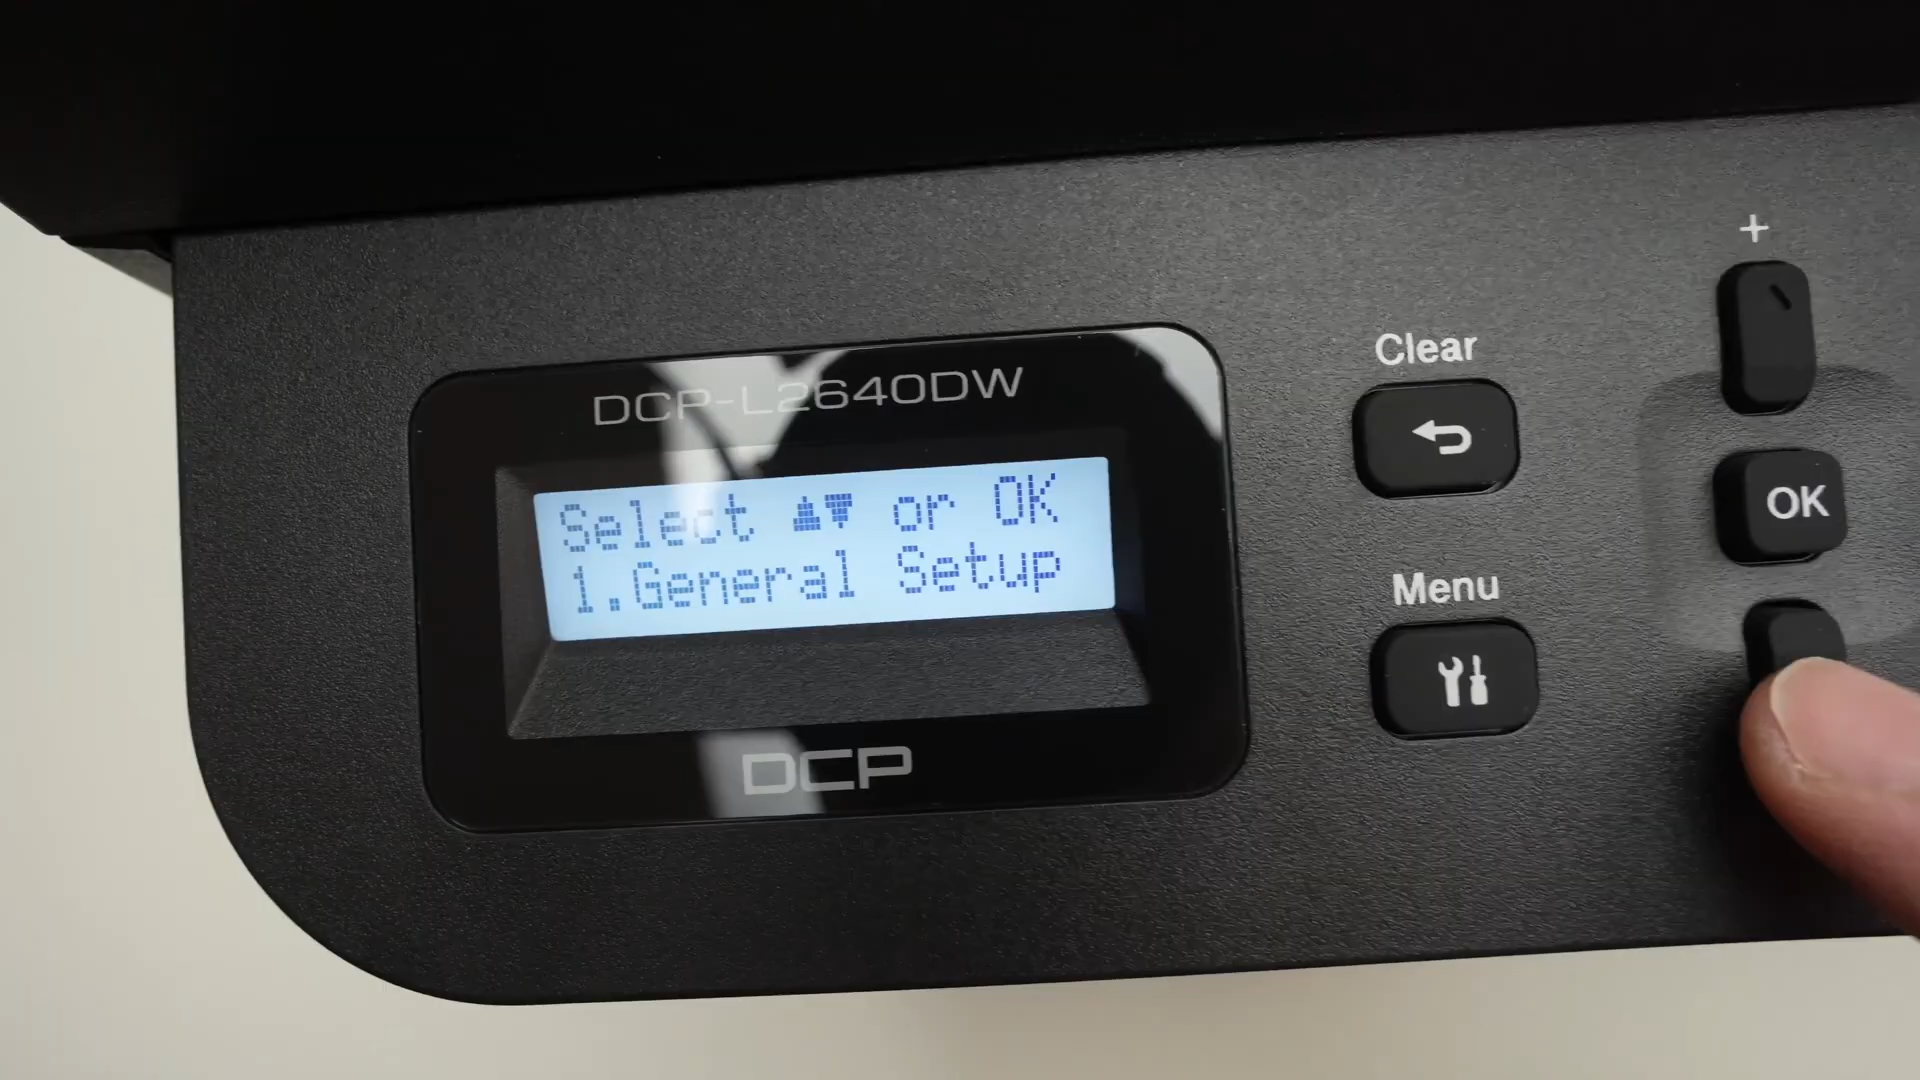 DCP-L2640DW
Select ▲▼ or OK
1.General Setup
DCP
Clear
Menu
+
OK